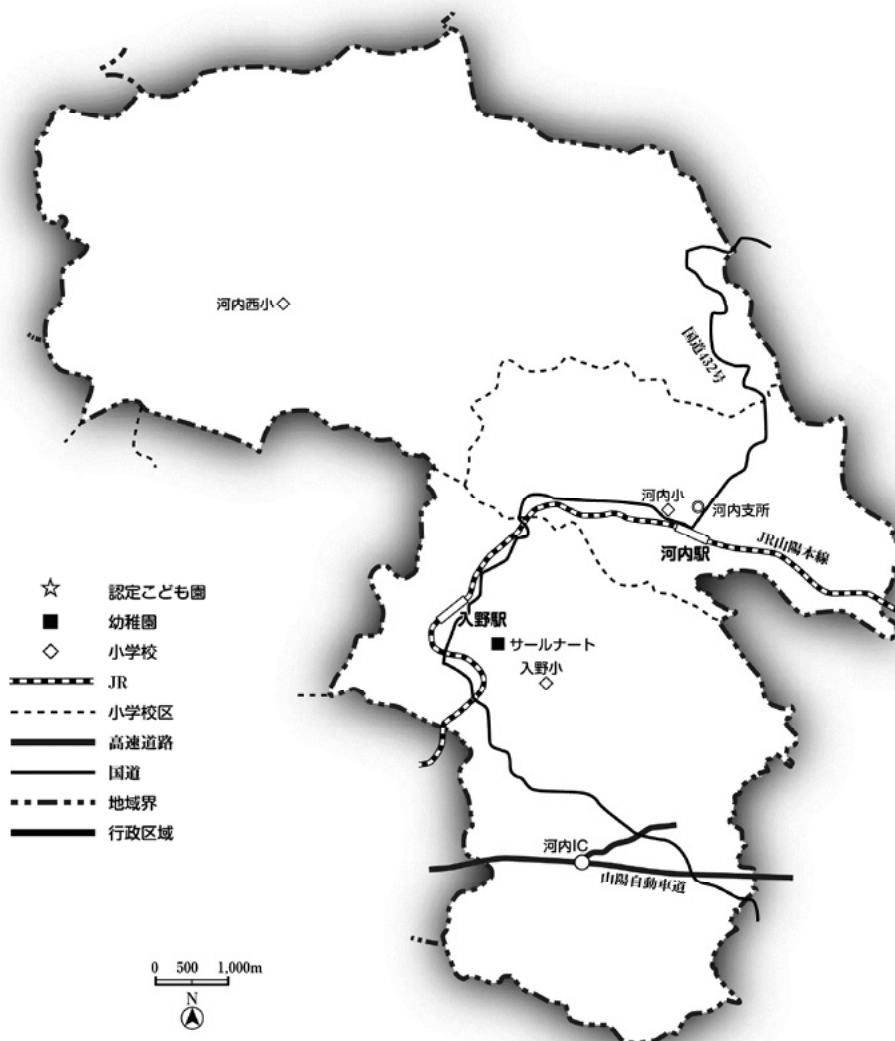 河内西小
国道432号
河内小
河内支所
河内駅
JR山陽本線
入野駅
サールナート
入野小
河内IC
山陽自動車道
認定こども園
幼稚園
小学校
JR
小学校区
高速道路
国道
地域界
行政区域
0 500 1,000m
N